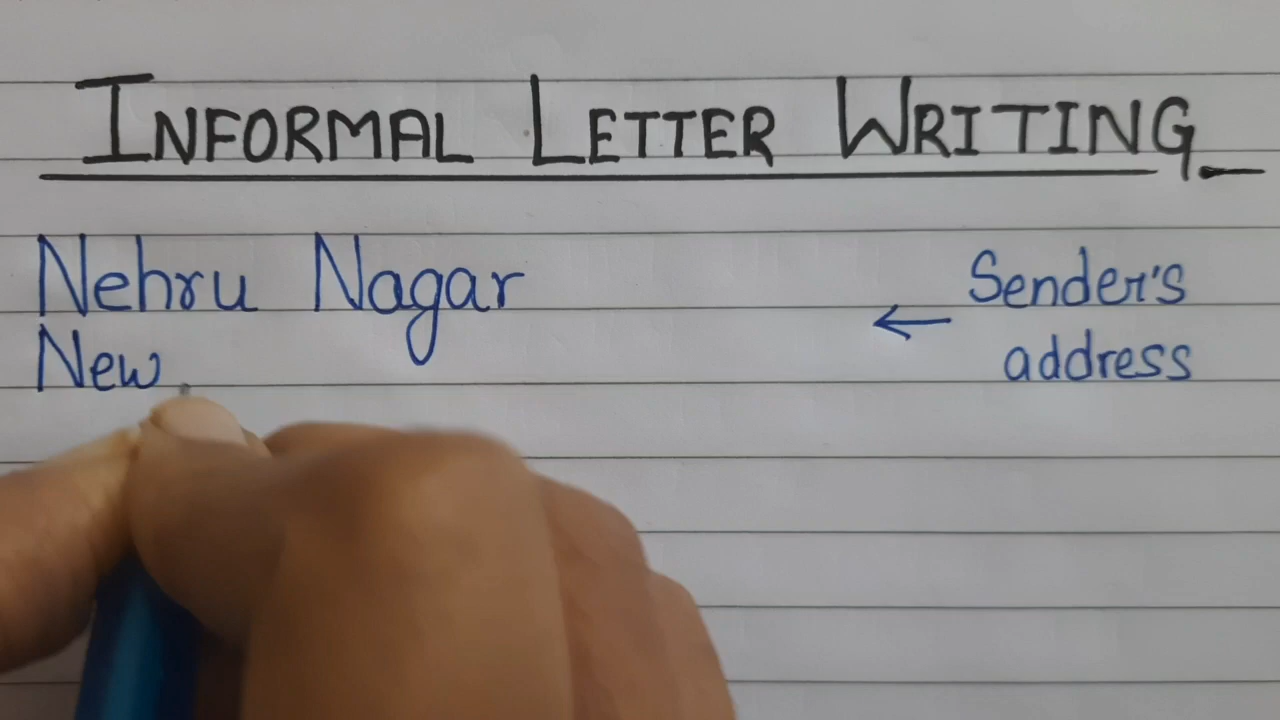 INFORMAL LETTER WRITING
Nehru Nagar
New
← Sender's
address